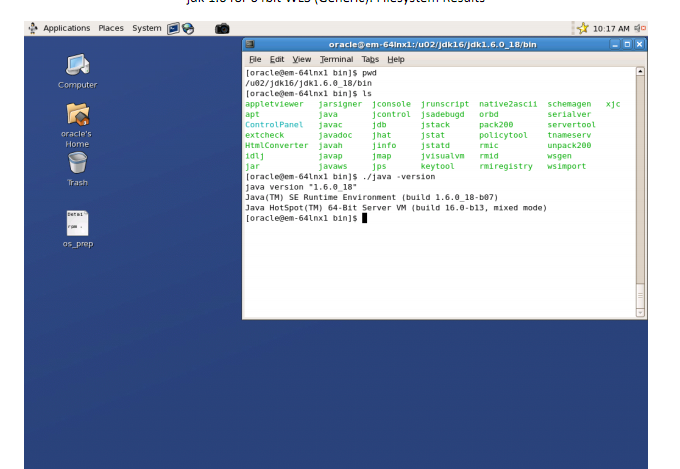 jdk 1.6 for 64bit WLS (Generic): Filesystem Results
Applications Places System 10:17 AM
oracle@em-64lnx1:/u02/jdk16/jdk1.6.0_18/bin
File Edit View Terminal Tabs Help
[oracle@em-64lnx1 bin]$ pwd
/u02/jdk16/jdk1.6.0_18/bin
[oracle@em-64lnx1 bin]$ ls
appletviewer jarsigner jconsole jrunscript native2ascii schemagen xjc
apt java jcontrol jsadebugd orbd serialver
ControlPanel javac jdb jstack pack200 servertool
extcheck javadoc jhat jstat policytool tnameserv
HtmlConverter javah jinfo jstatd rmic unpack200
idlj javap jmap jvisualvm rmid wsgen
jar javaws jps keytool rmiregistry wsimport
[oracle@em-64lnx1 bin]$ ./java -version
java version "1.6.0_18"
Java(TM) SE Runtime Environment (build 1.6.0_18-b07)
Java HotSpot(TM) 64-Bit Server VM (build 16.0-b13, mixed mode)
[oracle@em-64lnx1 bin]$
Computer
oracle's
Home
Trash
rpm .
os_prep